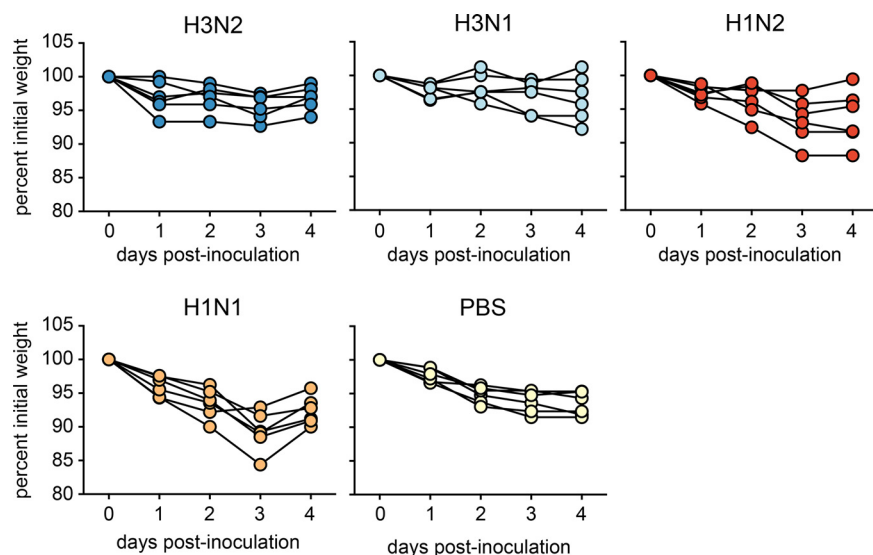 H3N2 H3N1 H1N2
percent initial weight
105
100
95
90
85
80
0 1 2 3 4 0 1 2 3 4 0 1 2 3 4
days post-inoculation days post-inoculation days post-inoculation
H1N1 PBS
percent initial weight
105
100
95
90
85
80
0 1 2 3 4 0 1 2 3 4
days post-inoculation days post-inoculation